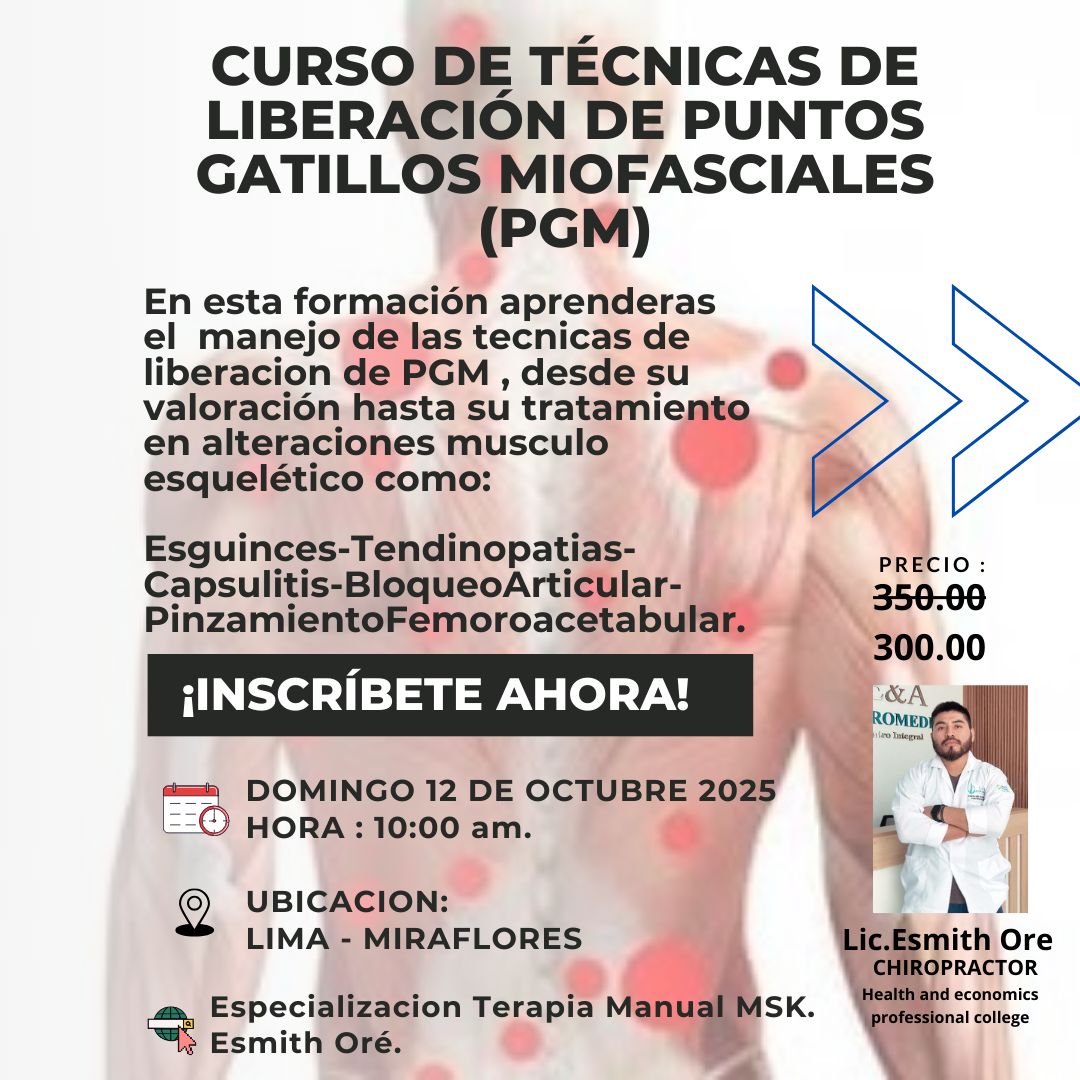 CURSO DE TÉCNICAS DE
LIBERACIÓN DE PUNTOS
GATILLOS MIOFASCIALES
(PGM)
En esta formación aprenderas
el  manejo de las tecnicas de
liberacion de PGM , desde su
valoración hasta su tratamiento
en alteraciones musculo
esquelético como:
Esguinces-Tendinopatias-
Capsulitis-BloqueoArticular-
PinzamientoFemoroacetabular.
¡INSCRÍBETE AHORA!
PRECIO :
350.00
300.00
DOMINGO 12 DE OCTUBRE 2025
HORA : 10:00 am.
UBICACION:
LIMA - MIRAFLORES
Especializacion Terapia Manual MSK.
Esmith Oré.
&A
ROMED
Integral
Lic.Esmith Ore
CHIROPRACTOR
Health and economics
professional college